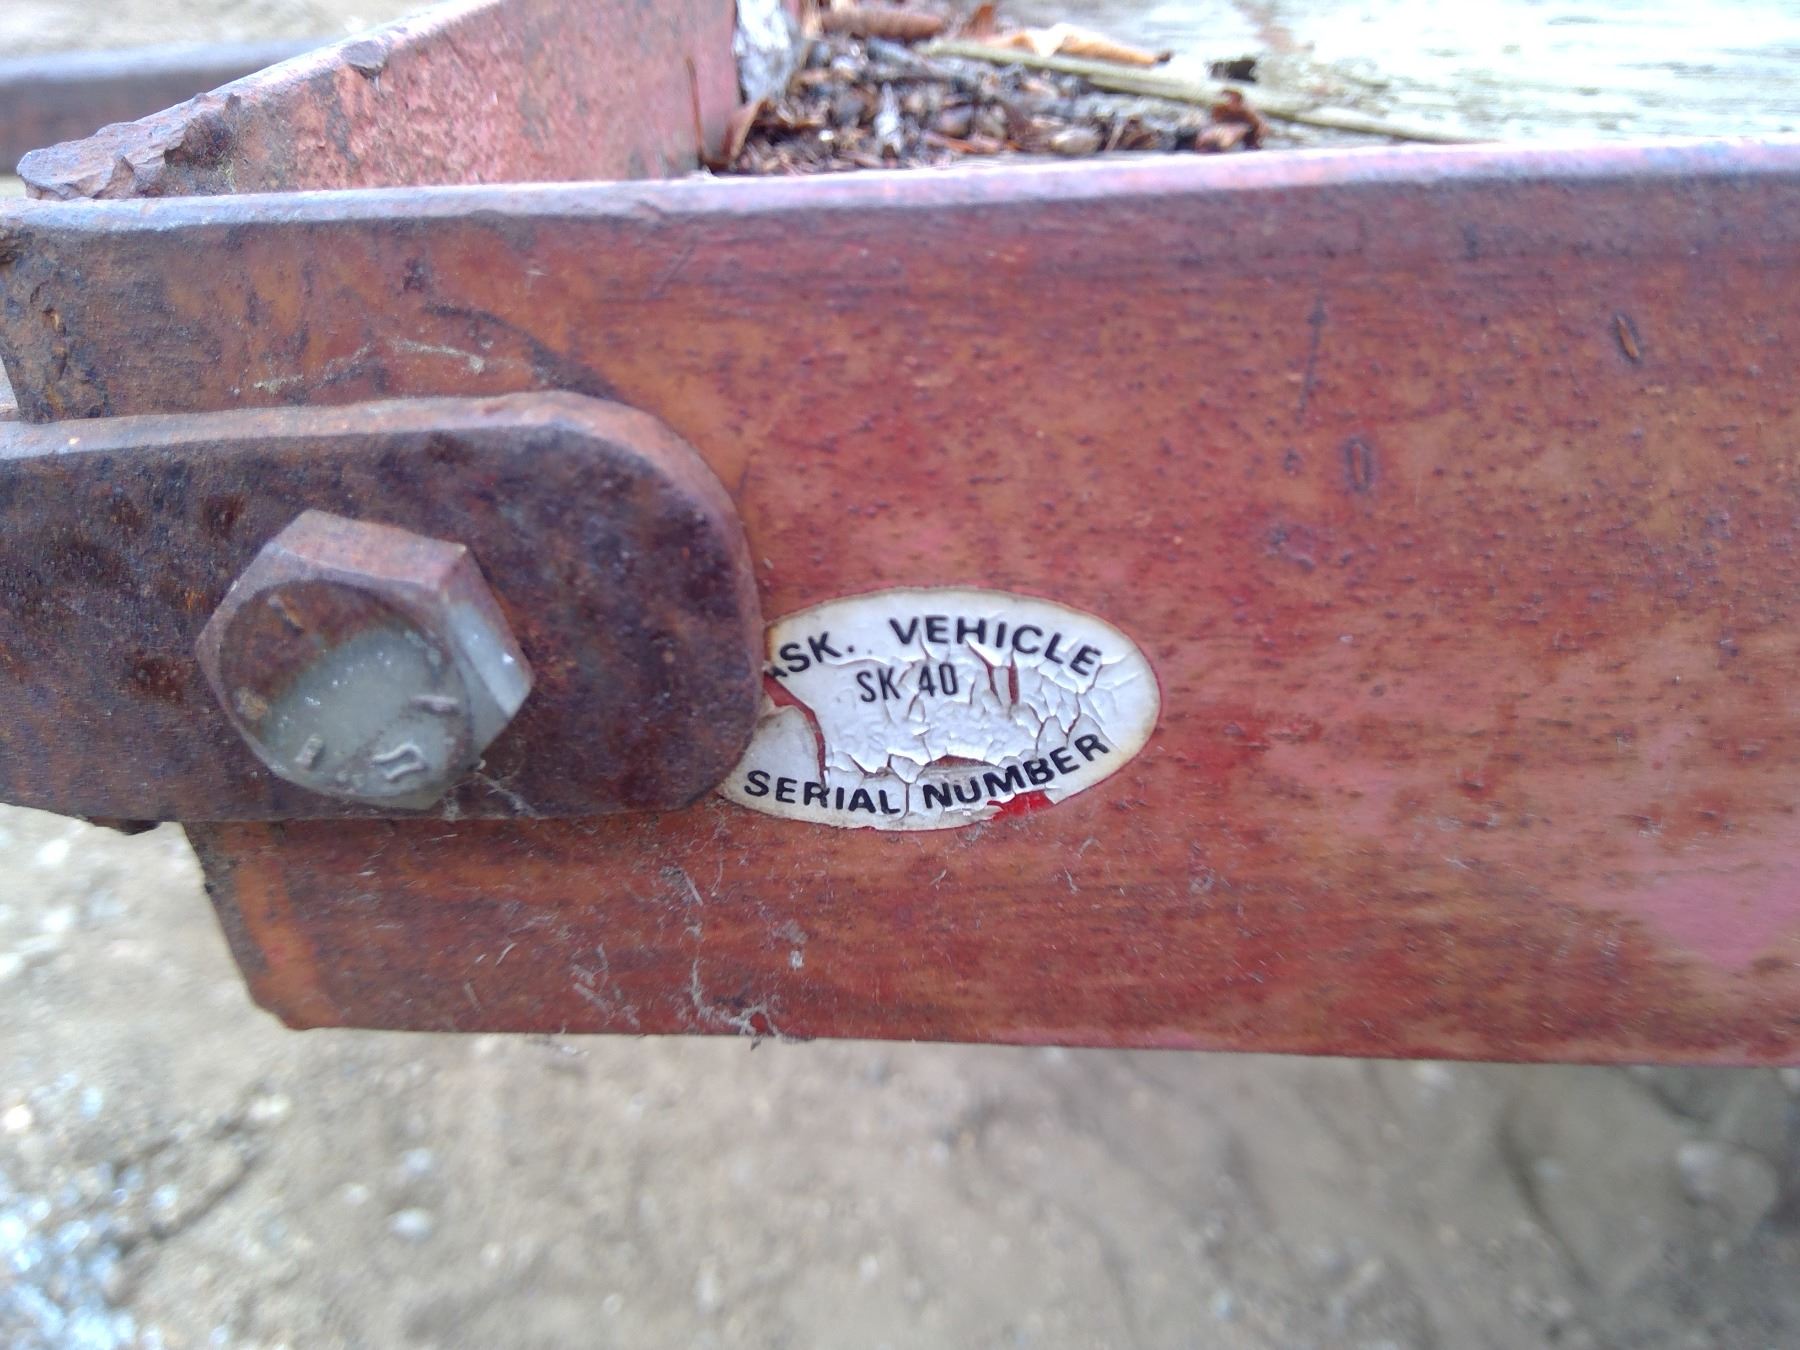 ASK. VEHICLE
SK 40
SERIAL NUMBER